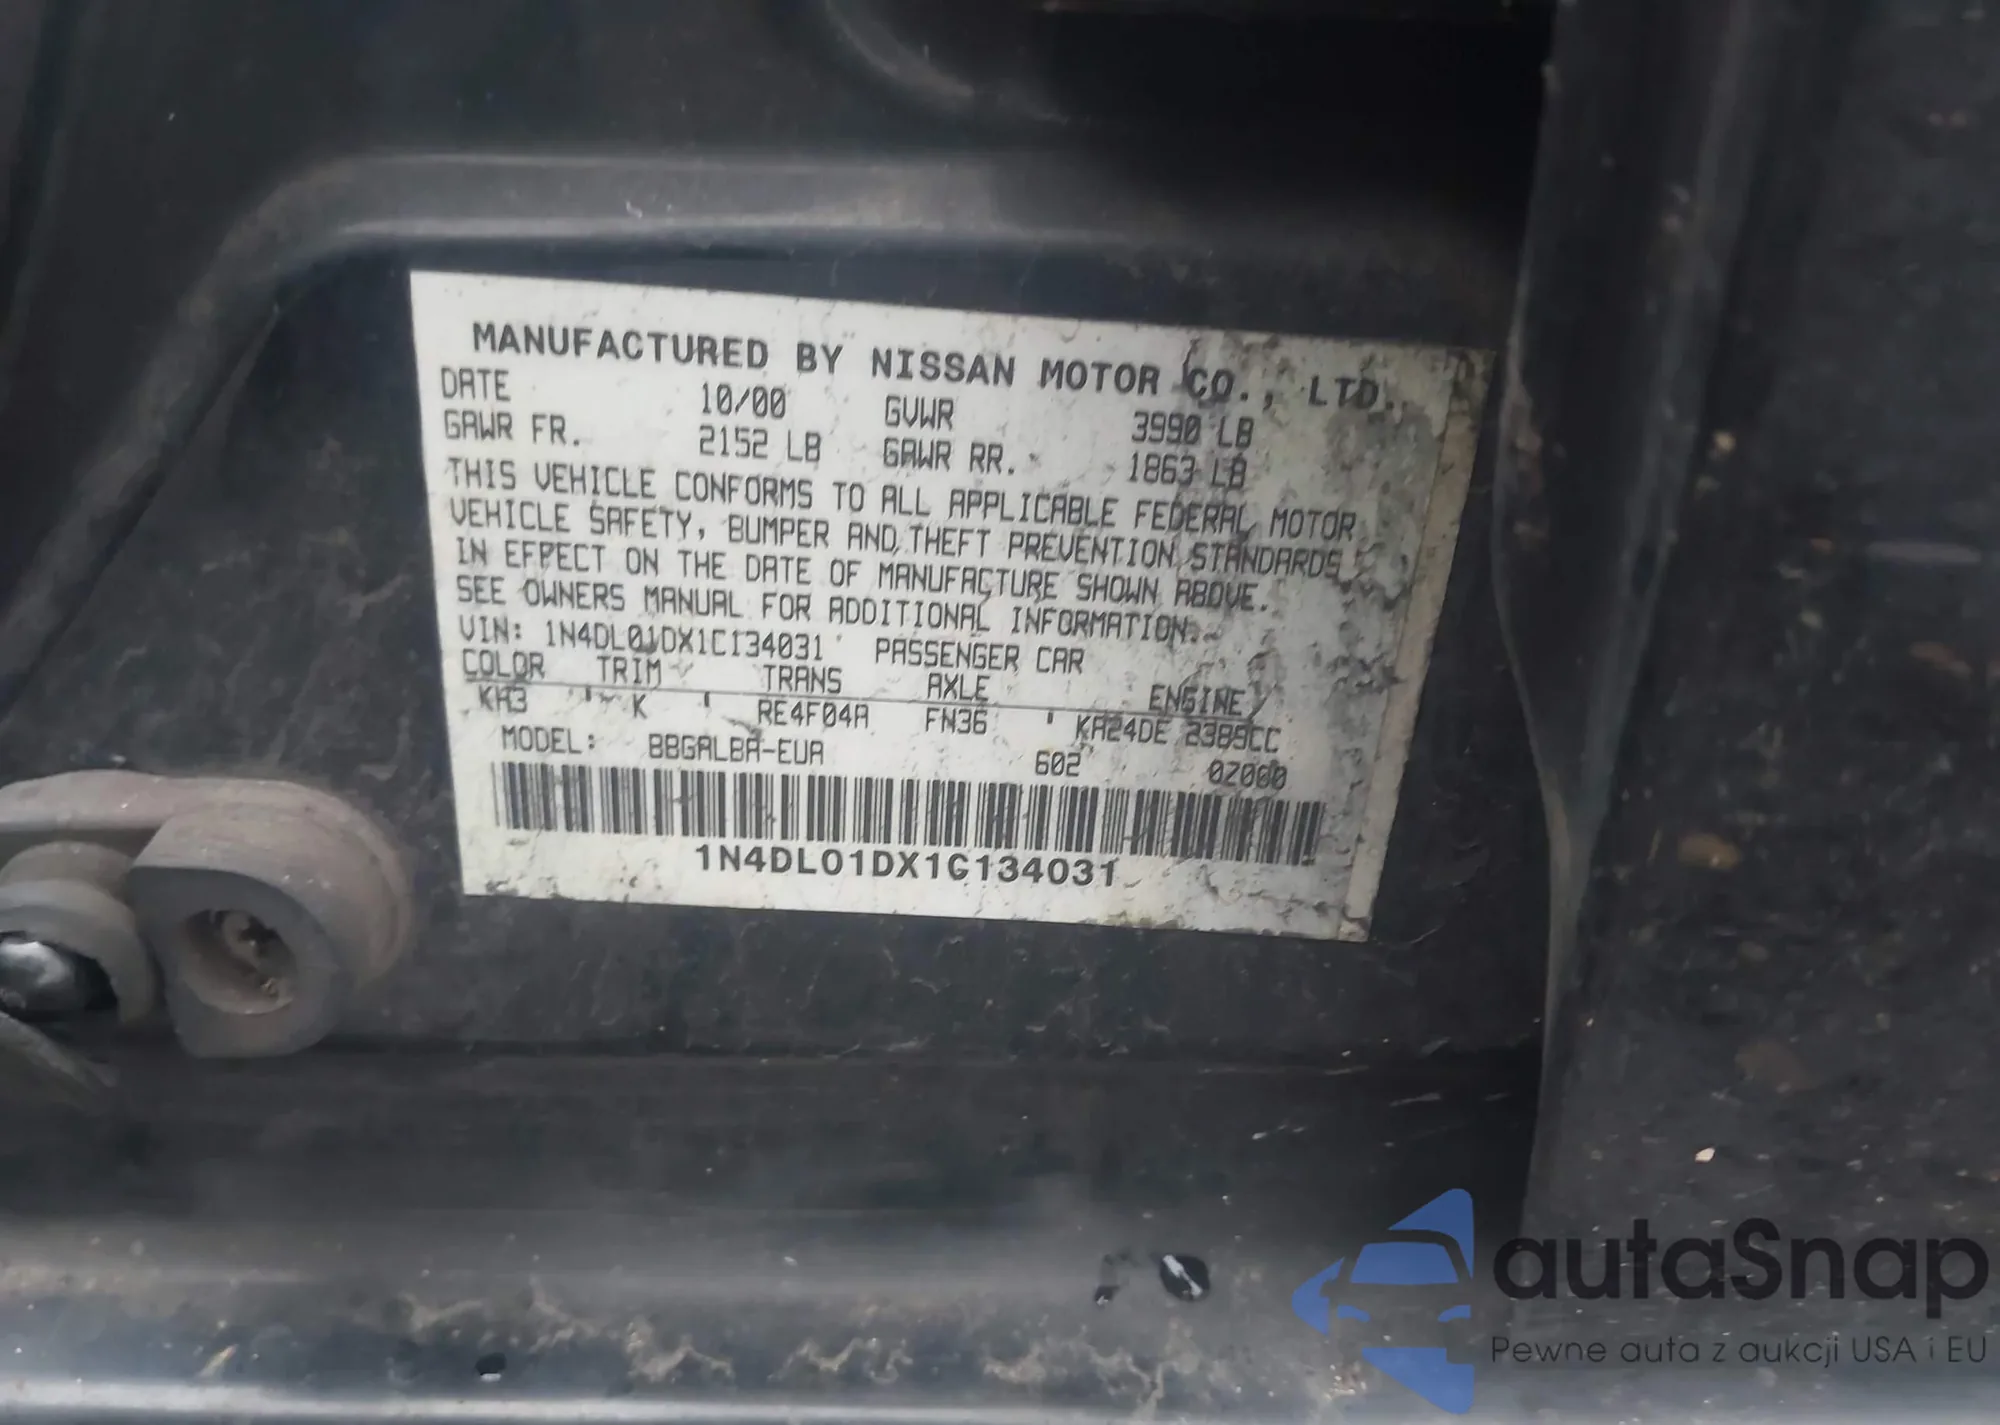 MANUFACTURED BY NISSAN MOTOR CO., LTD.
DATE 10/00 GVWR 3990 LB
GAWR FR. 2152 LB GAWR RR. 1863 LB
THIS VEHICLE CONFORMS TO ALL APPLICABLE FEDERAL MOTOR
VEHICLE SAFETY, BUMPER AND THEFT PREVENTION STANDARDS
IN EFFECT ON THE DATE OF MANUFACTURE SHOWN ABOVE.
SEE OWNERS MANUAL FOR ADDITIONAL INFORMATION.
VIN: 1N4DL01DX1C134031 PASSENGER CAR
COLOR TRIM TRANS AXLE ENGINE
KH3 K RE4F04A FN36 KA24DE 2389CC
MODEL: BBGALBA-EUA 602 02000
1N4DL01DX1C134031
autaSnap
Pewne auta z aukcji USA i EU